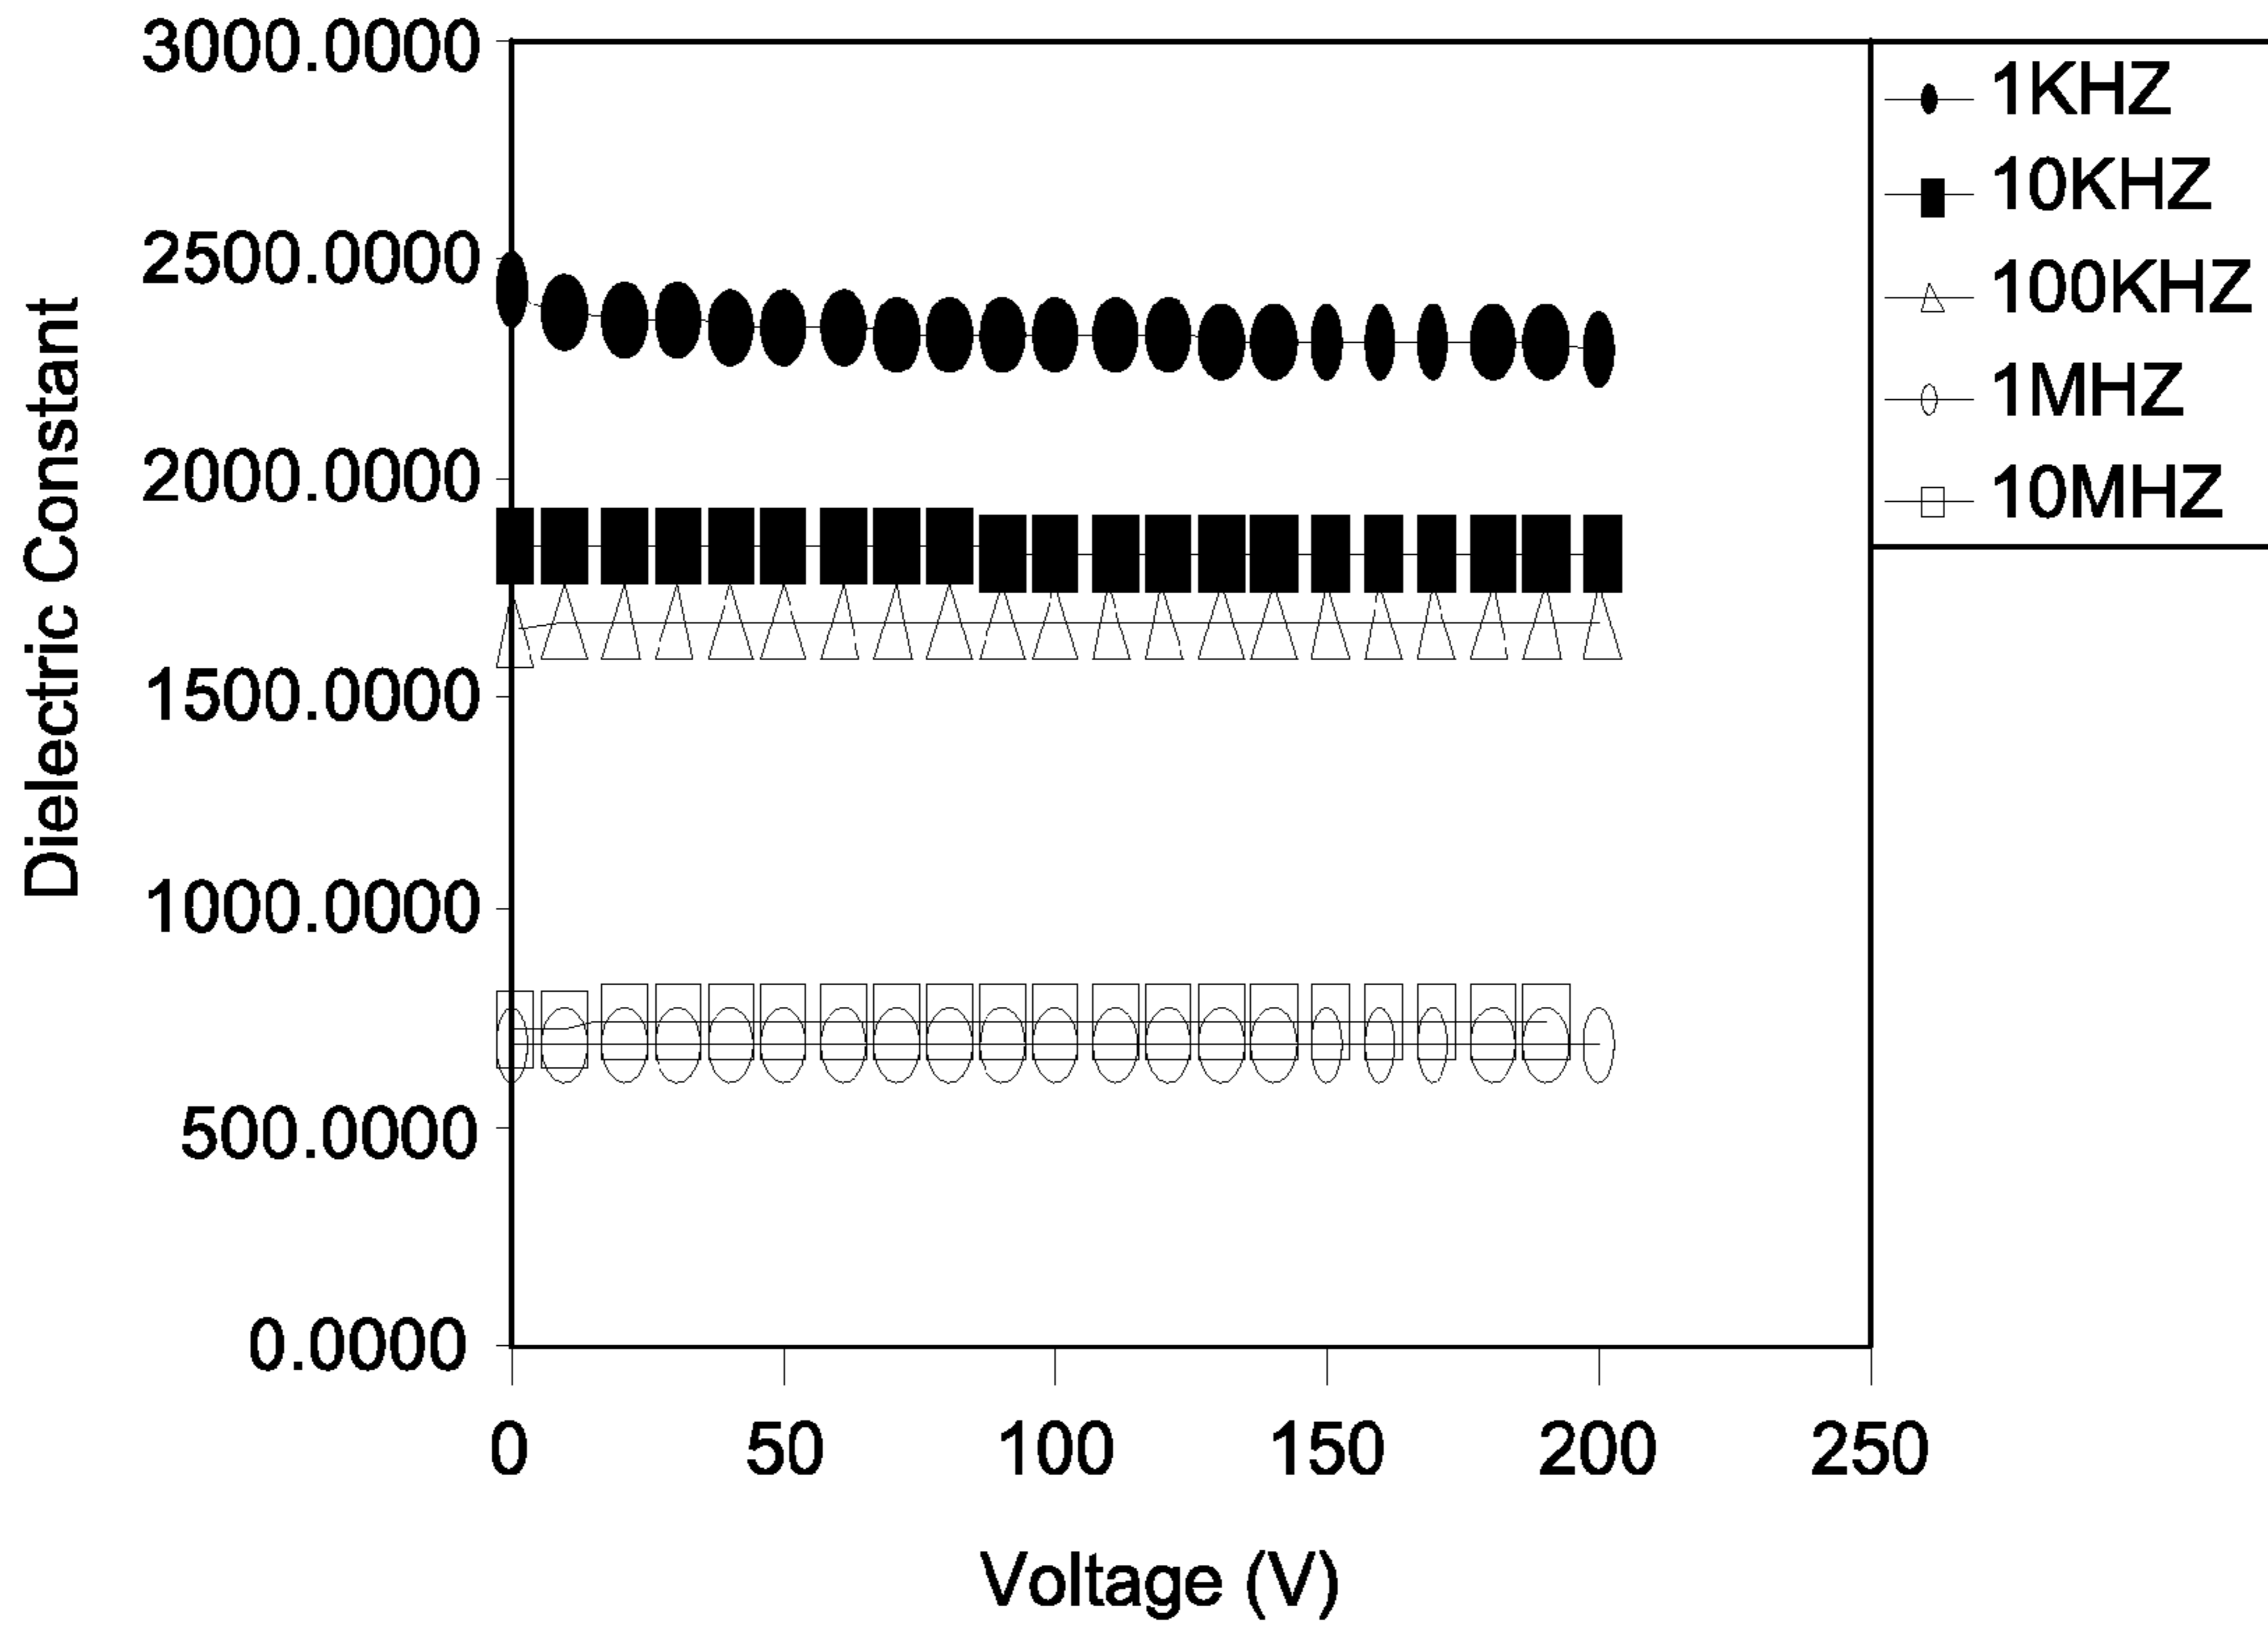 3000.0000
2500.0000
2000.0000
1500.0000
1000.0000
500.0000
0.0000
Dielectric Constant
0 50 100 150 200 250
Voltage (V)
1KHZ
10KHZ
100KHZ
1MHZ
10MHZ